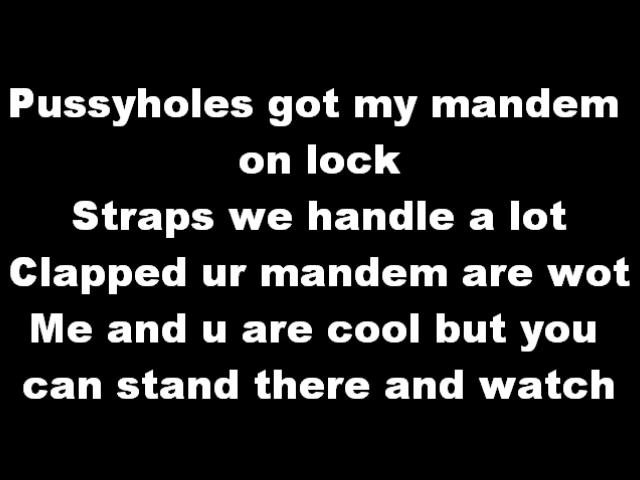 Pussyholes got my mandem
on lock
Straps we handle a lot
Clapped ur mandem are wot
Me and u are cool but you
can stand there and watch